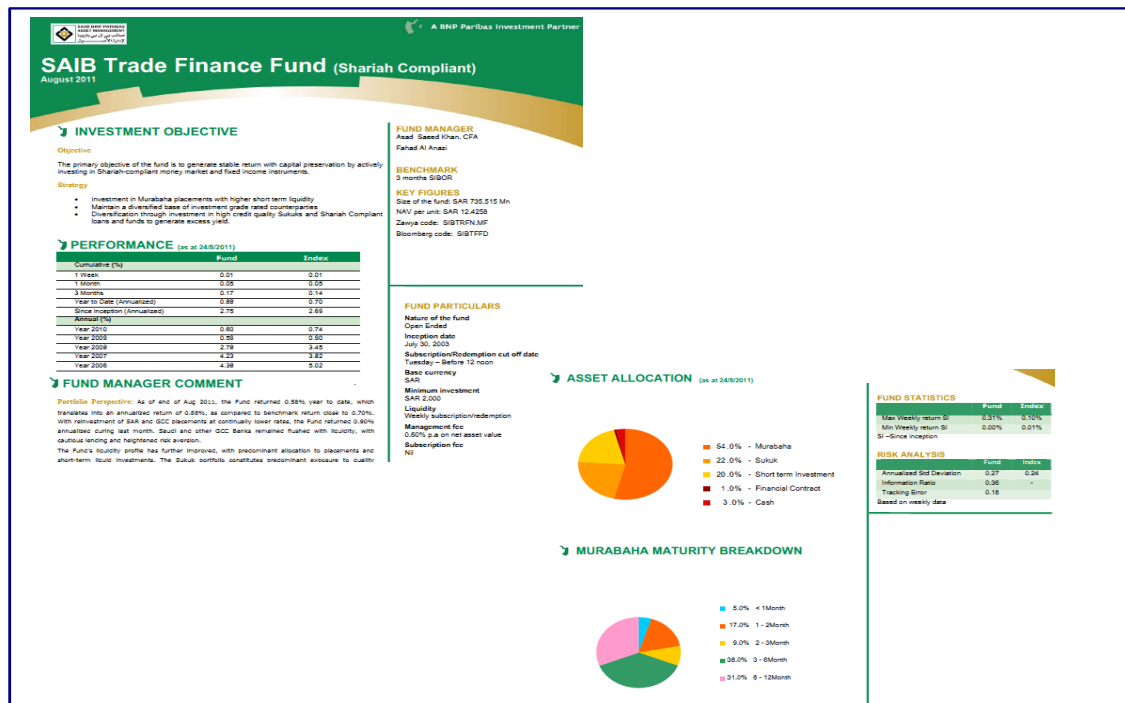 SAIB BNP PARIBAS
ASSET MANAGEMENT
A BNP Paribas Investment Partner
SAIB Trade Finance Fund (Shariah Compliant)
August 2011
INVESTMENT OBJECTIVE
Objective
The primary objective of the fund is to generate stable return with capital preservation by actively
investing in Shariah-compliant money market and fixed income instruments.
Strategy
• Investment in Murabaha placements with higher short term liquidity
• Maintain a diversified base of investment grade rated counterparties
• Diversification through investment in high credit quality Sukuks and Shariah Compliant
loans and funds to generate excess yield.
PERFORMANCE (as at 24/8/2011)
Fund Index
Cumulative (%)
1 Week 0.01 0.01
1 Month 0.05 0.05
3 Months 0.17 0.14
Year to Date (Annualized) 0.88 0.70
Since Inception (Annualized) 2.75 2.69
Annual (%)
Year 2010 0.60 0.74
Year 2009 0.59 0.90
Year 2008 2.78 3.45
Year 2007 4.23 3.82
Year 2006 4.38 5.02
FUND MANAGER COMMENT
Portfolio Perspective: As of end of Aug 2011, the Fund returned 0.58% year to date, which
translates into an annualized return of 0.88%, as compared to benchmark return close to 0.70%.
With reinvestment of SAR and GCC placements at continually lower rates, the Fund returned 0.90%
annualized during last month. Saudi and other GCC Banks remained flushed with liquidity, with
cautious lending and heightened risk aversion.
The Fund's liquidity profile has further improved, with predominant allocation to placements and
short-term liquid investments. The Sukuk portfolio constitutes predominant exposure to quality
FUND MANAGER
Asad Saeed Khan, CFA
Fahad Al Anazi
BENCHMARK
3 months SIBOR
KEY FIGURES
Size of the fund: SAR 735.515 Mn
NAV per unit: SAR 12.4258
Zawya code: SIBTRFN.MF
Bloomberg code: SIBTFFD
FUND PARTICULARS
Nature of the fund
Open Ended
Inception date
July 30, 2003
Subscription/Redemption cut off date
Tuesday – Before 12 noon
Base currency
SAR
Minimum investment
SAR 2,000
Liquidity
Weekly subscription/redemption
Management fee
0.60% p.a on net asset value
Subscription fee
Nil
ASSET ALLOCATION (as at 24/8/2011)
54.0% - Murabaha
22.0% - Sukuk
20.0% - Short term Investment
1.0% - Financial Contract
3.0% - Cash
MURABAHA MATURITY BREAKDOWN
5.0% < 1Month
17.0% 1 - 2Month
9.0% 2 - 3Month
38.0% 3 - 6Month
31.0% 6 - 12Month
FUND STATISTICS
Fund Index
Max Weekly return SI 0.31% 0.10%
Min Weekly return SI 0.00% 0.01%
SI –Since inception
RISK ANALYSIS
Fund Index
Annualized Std Deviation 0.27 0.24
Information Ratio 0.36 -
Tracking Error 0.18
Based on weekly data